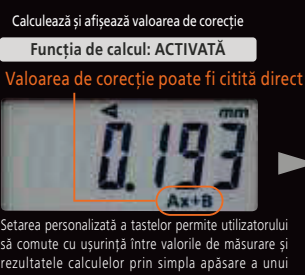 Calculează și afișează valoarea de corecție
Funcția de calcul: ACTIVATĂ
Valoarea de corecție poate fi citită direct
mm
0.193
Ax+B
Setarea personalizată a tastelor permite utilizatorului
să comute cu ușurință între valorile de măsurare și
rezultatele calculelor prin simpla apăsare a unui